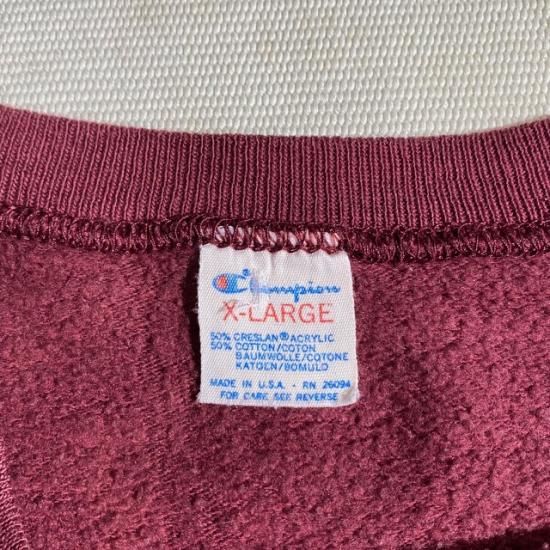 Champion
X-LARGE
50% CRESLAN® ACRYLIC
50% COTTON/COTON
BAUMWOLLE/COTONE
KATOEN/BOMULD
MADE IN U.S.A. - RN 26094
FOR CARE SEE REVERSE